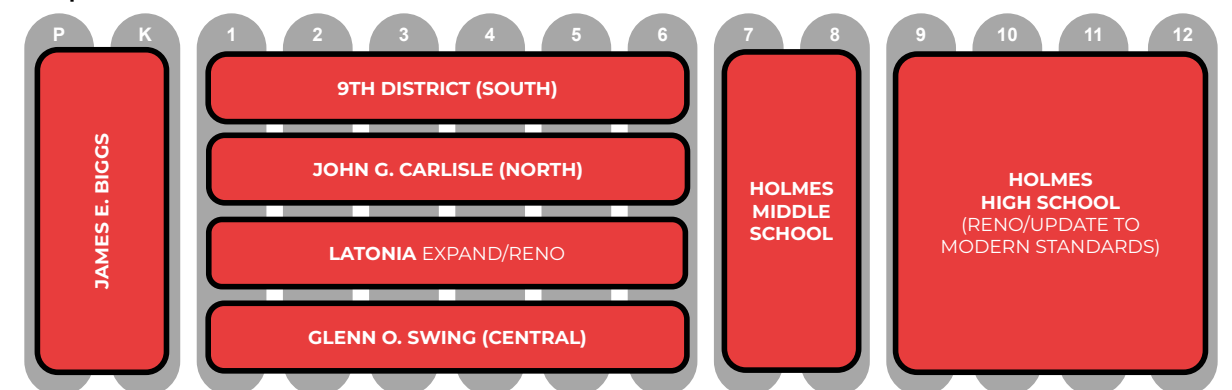 P K 1 2 3 4 5 6 7 8 9 10 11 12
JAMES E. BIGGS
9TH DISTRICT (SOUTH)
JOHN G. CARLISLE (NORTH)
LATONIA EXPAND/RENO
GLENN O. SWING (CENTRAL)
HOLMES
MIDDLE
SCHOOL
HOLMES
HIGH SCHOOL
(RENO/UPDATE TO
MODERN STANDARDS)